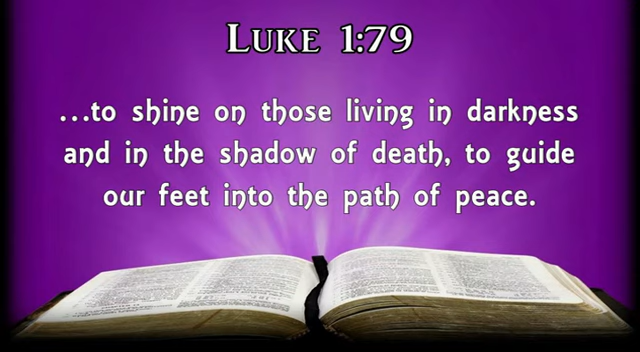 Luke 1:79
...to shine on those living in darkness
and in the shadow of death, to guide
our feet into the path of peace.